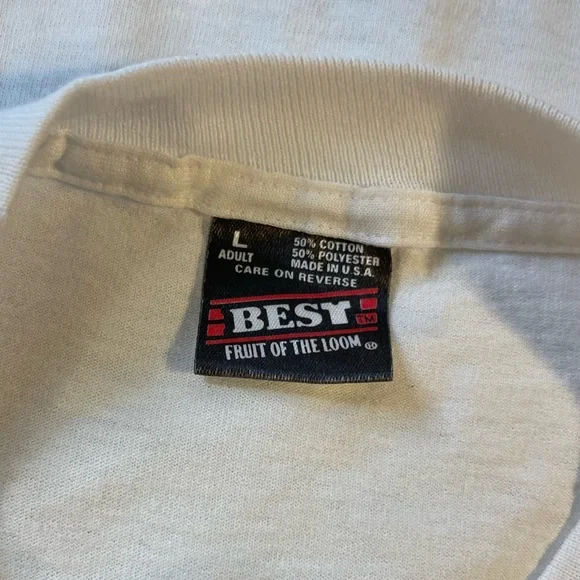 L 50% COTTON
ADULT 50% POLYESTER
MADE IN U.S.A.
CARE ON REVERSE
BEST TM
FRUIT OF THE LOOM ®